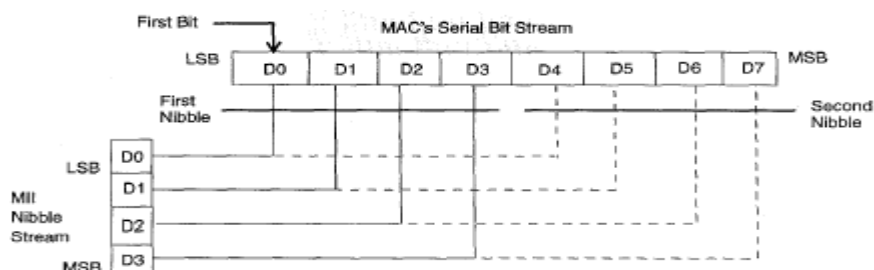 First Bit
MAC's Serial Bit Stream
LSB D0 D1 D2 D3 D4 D5 D6 D7 MSB
First
Nibble
Second
Nibble
LSB D0
D1
MII
Nibble
Stream
D2
MSB D3